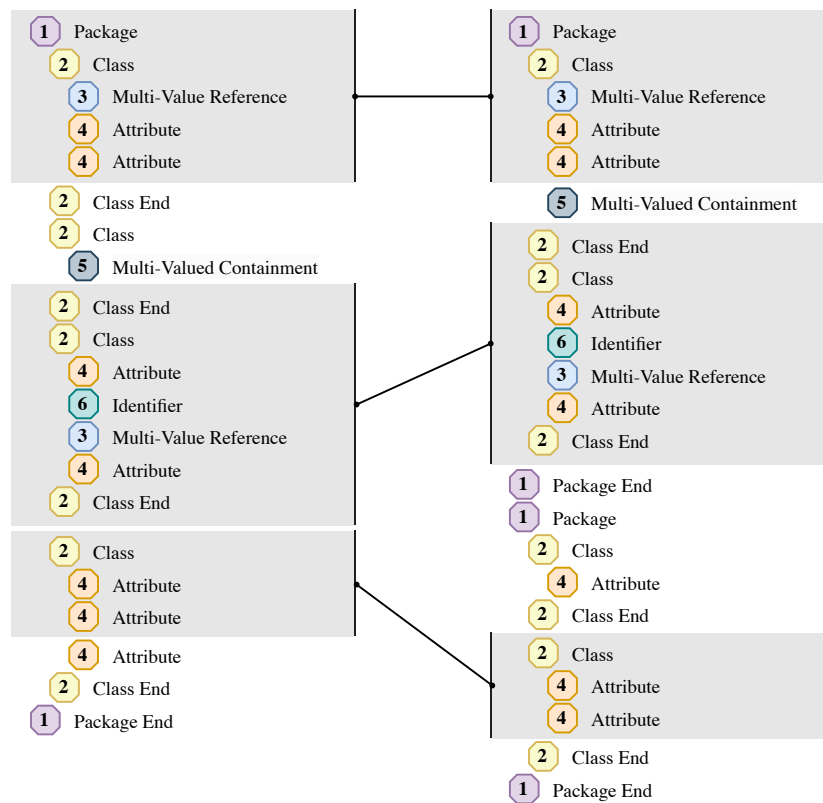 1 Package
2 Class
3 Multi-Value Reference
4 Attribute
4 Attribute
2 Class End
2 Class
5 Multi-Valued Containment
2 Class End
2 Class
4 Attribute
6 Identifier
3 Multi-Value Reference
4 Attribute
2 Class End
2 Class
4 Attribute
4 Attribute
4 Attribute
2 Class End
1 Package End
1 Package
2 Class
3 Multi-Value Reference
4 Attribute
4 Attribute
5 Multi-Valued Containment
2 Class End
2 Class
4 Attribute
6 Identifier
3 Multi-Value Reference
4 Attribute
2 Class End
1 Package End
1 Package
2 Class
4 Attribute
2 Class End
2 Class
4 Attribute
4 Attribute
2 Class End
1 Package End